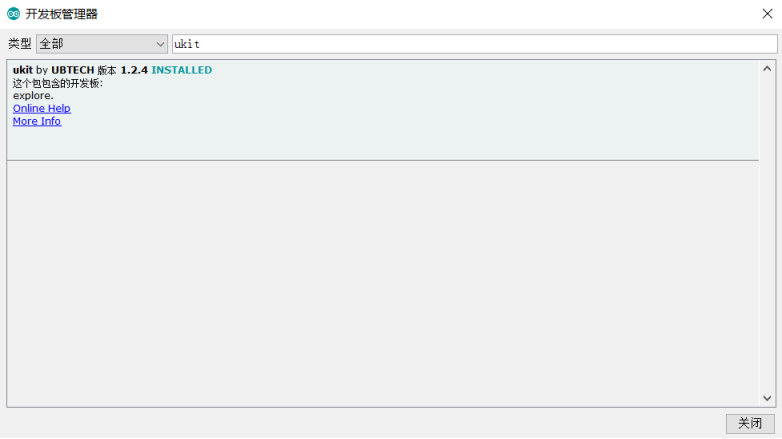 开发板管理器
类型 全部 ukit
ukit by UBTECH 版本 1.2.4 INSTALLED
这个包包含的开发板：
explore.
Online Help
More Info
关闭